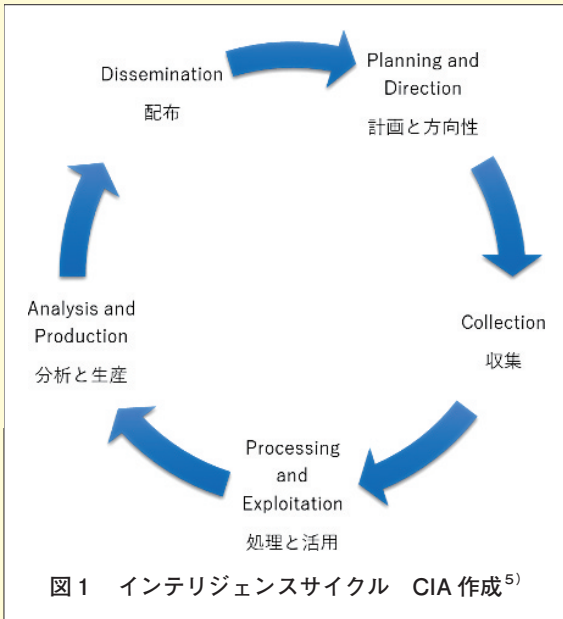 Dissemination
配布
Planning and
Direction
計画と方向性
Collection
収集
Processing
and
Exploitation
処理と活用
Analysis and
Production
分析と生産
図1 インテリジェンスサイクル CIA 作成5)